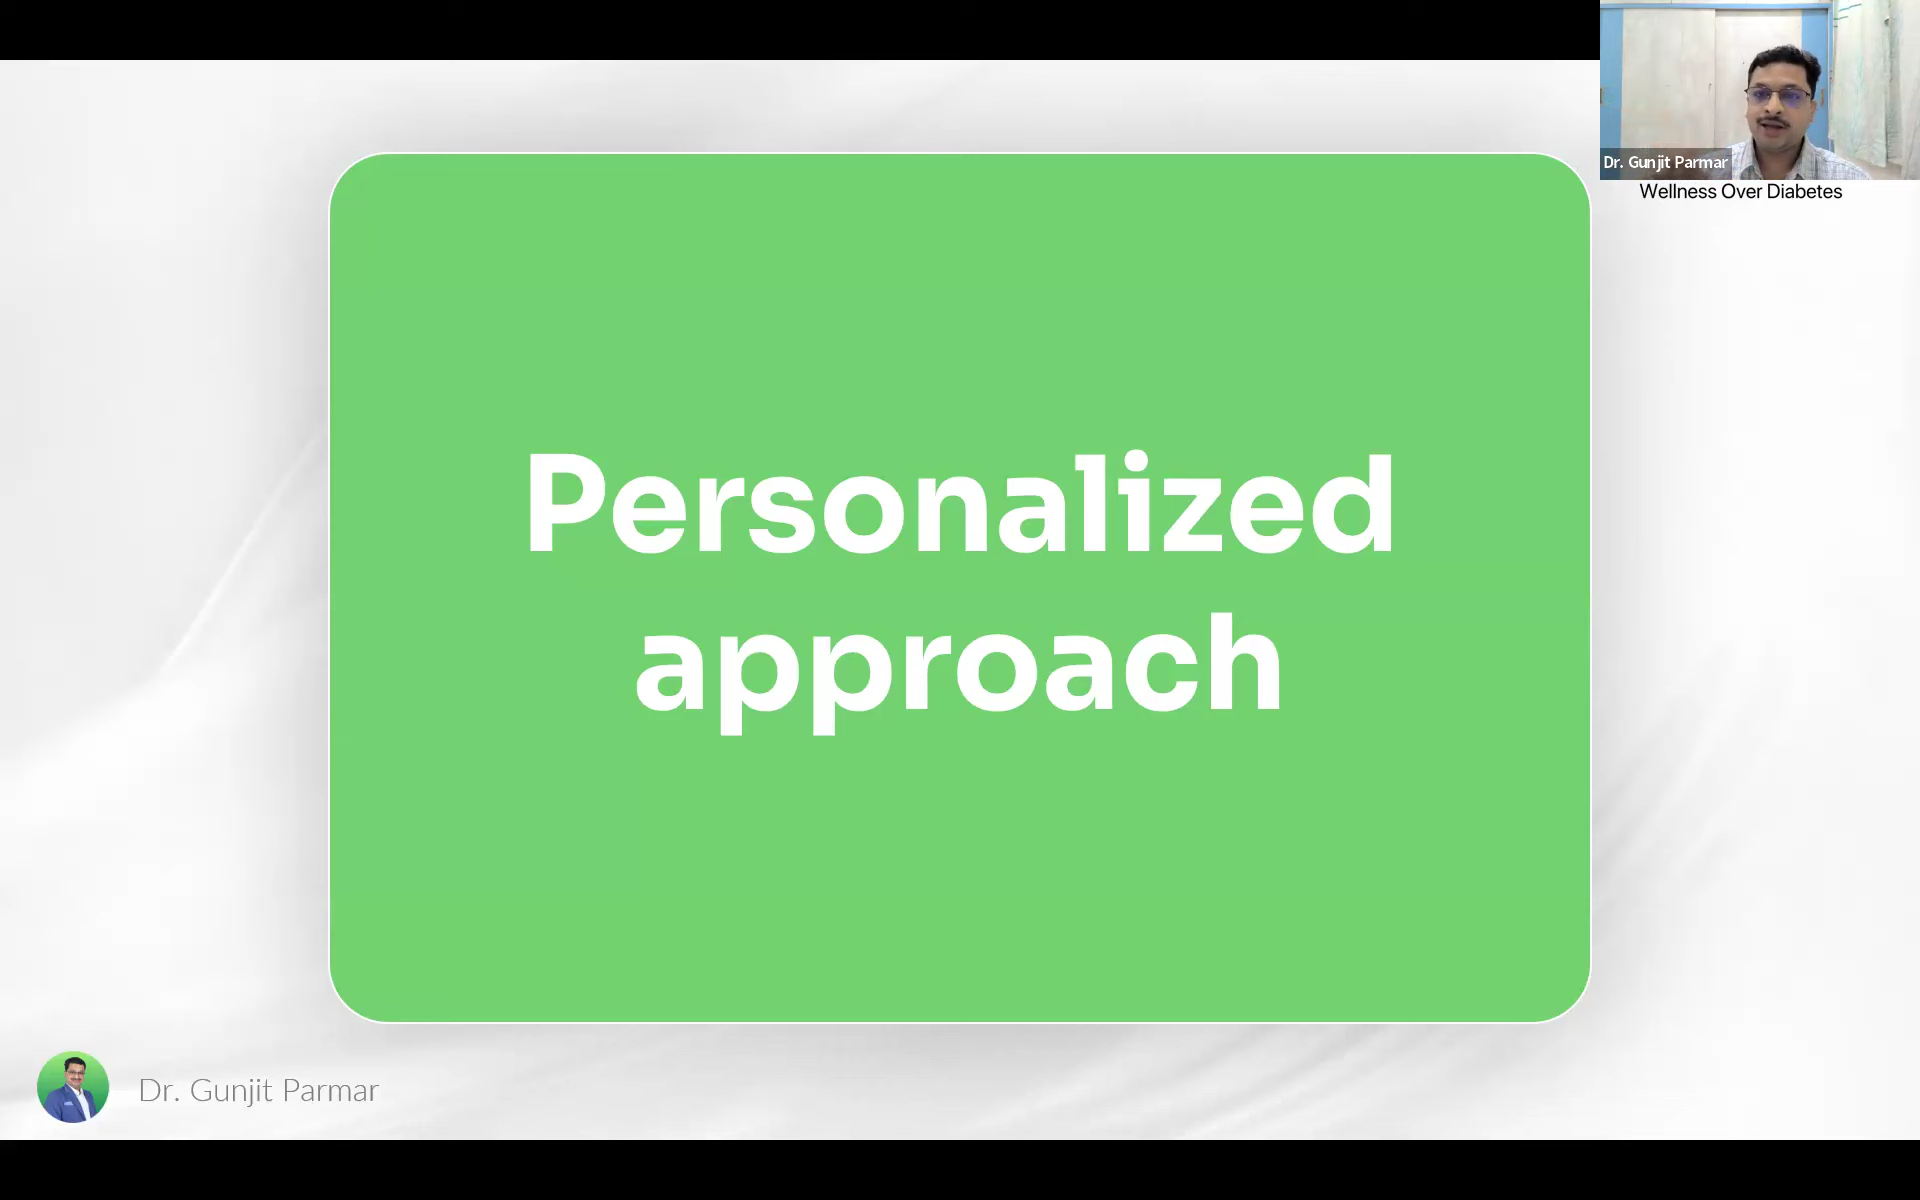 Dr. Gunjit Parmar
Wellness Over Diabetes
Personalized
approach
Dr. Gunjit Parmar